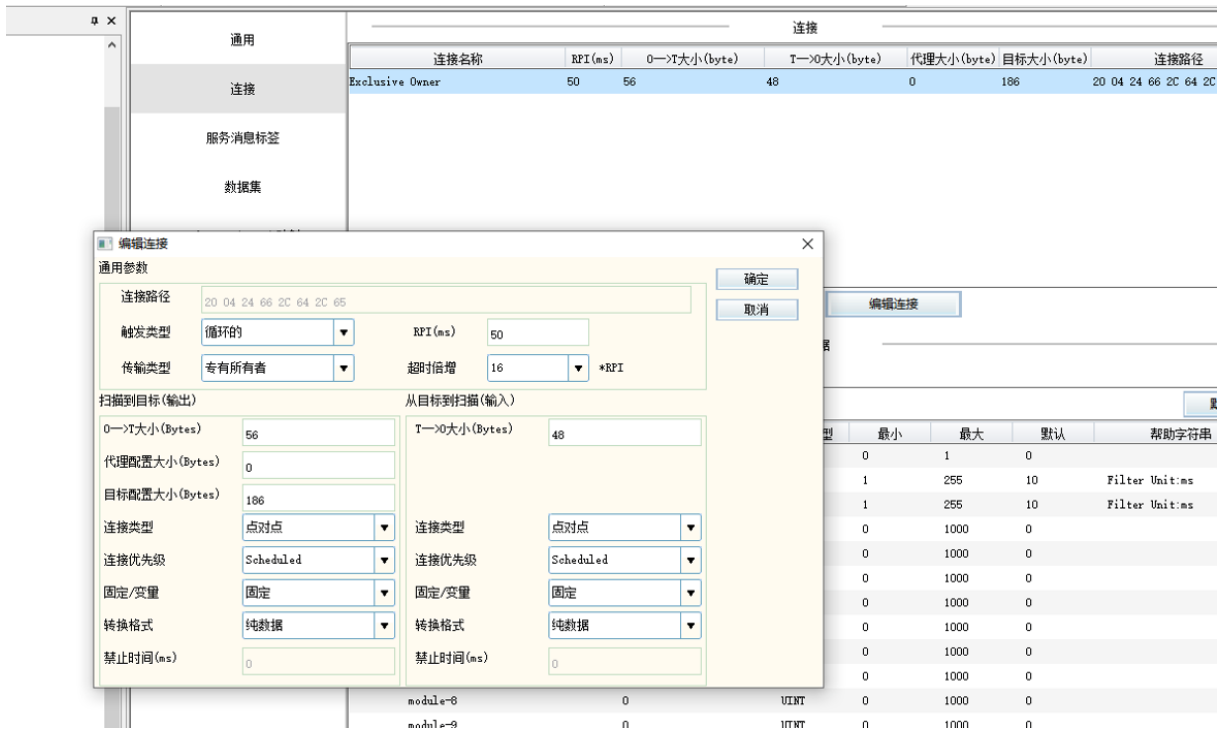 通用
连接
服务消息标签
数据集
连接
连接名称 RPI(ms) O—>T大小(byte) T—>O大小(byte) 代理大小(byte) 目标大小(byte) 连接路径
Exclusive Owner 50 56 48 0 186 20 04 24 66 2C 64 2C
编辑连接
通用参数
连接路径 20 04 24 66 2C 64 2C 65
触发类型 循环的 RPI(ms) 50
传输类型 专有所有者 超时倍增 16 *RPI
确定
取消
扫描到目标(输出) 从目标到扫描(输入)
O—>T大小(Bytes) 56 T—>O大小(Bytes) 48
代理配置大小(Bytes) 0
目标配置大小(Bytes) 186
连接类型 点对点 连接类型 点对点
连接优先级 Scheduled 连接优先级 Scheduled
固定/变量 固定 固定/变量 固定
转换格式 纯数据 转换格式 纯数据
禁止时间(ms) 0 禁止时间(ms) 0
编辑连接
据
型 最小 最大 默认 帮助字符串
0 1 0
1 255 10 Filter Unit:ms
1 255 10 Filter Unit:ms
0 1000 0
0 1000 0
0 1000 0
0 1000 0
0 1000 0
0 1000 0
0 1000 0
module-8 0 UINT 0 1000 0
module-9 0 UINT 0 1000 0